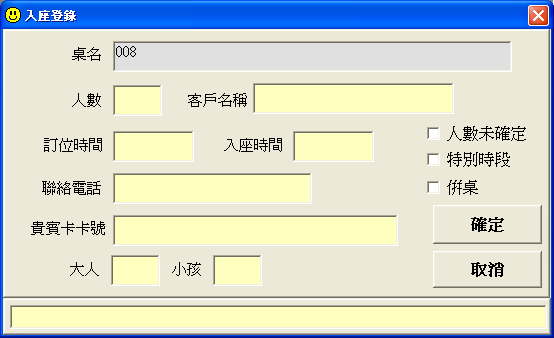 入座登錄
桌名 008
人數 客戶名稱
訂位時間 入座時間 人數未確定
特別時段
聯絡電話 併桌
貴賓卡卡號 確定
大人 小孩 取消